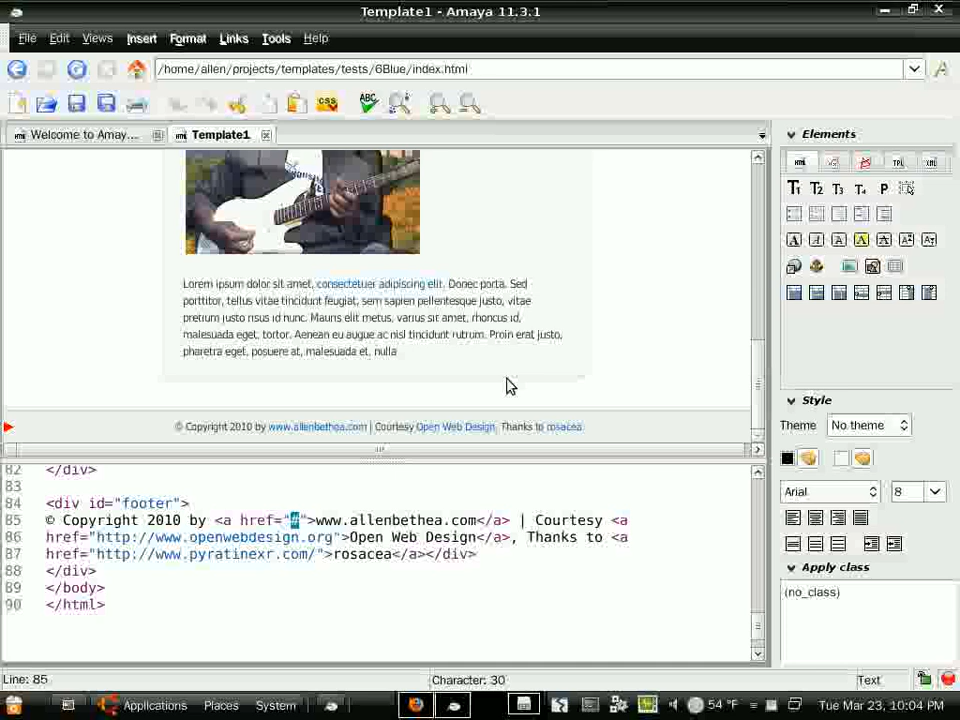 Template1 - Amaya 11.3.1
File Edit Views Insert Format Links Tools Help
/home/allen/projects/templates/tests/6Blue/index.html
ABC
CSS
Welcome to Amay... Template1
Elements
T1 T2 T3 T4 P
Lorem ipsum dolor sit amet, consectetuer adipiscing elit. Donec porta. Sed
porttitor, tellus vitae tincidunt feugiat, sem sapien pellentesque justo, vitae
pretium justo risus id nunc. Mauris elit metus, varius sit amet, rhoncus id,
malesuada eget, tortor. Aenean eu augue ac nisl tincidunt rutrum. Proin erat justo,
pharetra eget, posuere at, malesuada et, nulla
© Copyright 2010 by www.allenbethea.com | Courtesy Open Web Design, Thanks to rosacea
Style
Theme No theme
Arial 8
Apply class
(no_class)
82 </div>
83
84 <div id="footer">
85 © Copyright 2010 by <a href="#">www.allenbethea.com</a> | Courtesy <a
86 href="http://www.openwebdesign.org">Open Web Design</a>, Thanks to <a
87 href="http://www.pyratinexr.com/">rosacea</a></div>
88 </div>
89 </body>
90 </html>
Line: 85 Character: 30 Text
Applications Places System 54 °F Tue Mar 23, 10:04 PM